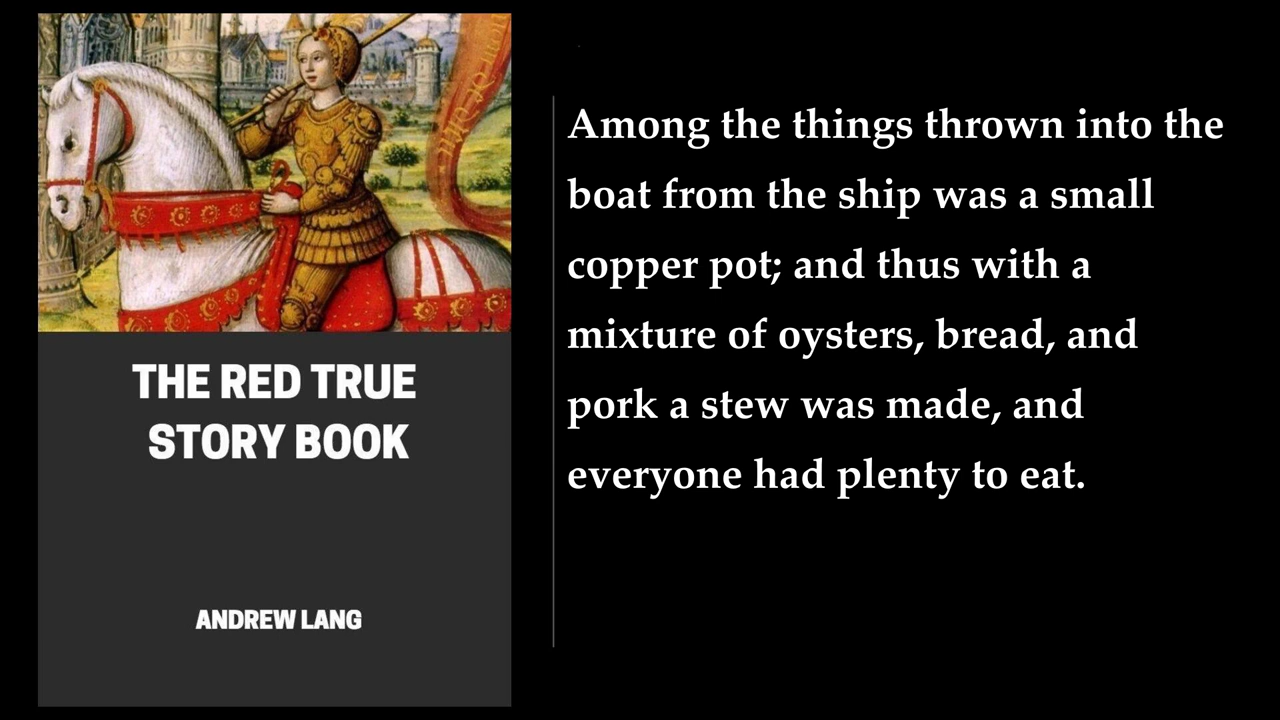 THE RED TRUE
STORY BOOK
ANDREW LANG
Among the things thrown into the
boat from the ship was a small
copper pot; and thus with a
mixture of oysters, bread, and
pork a stew was made, and
everyone had plenty to eat.